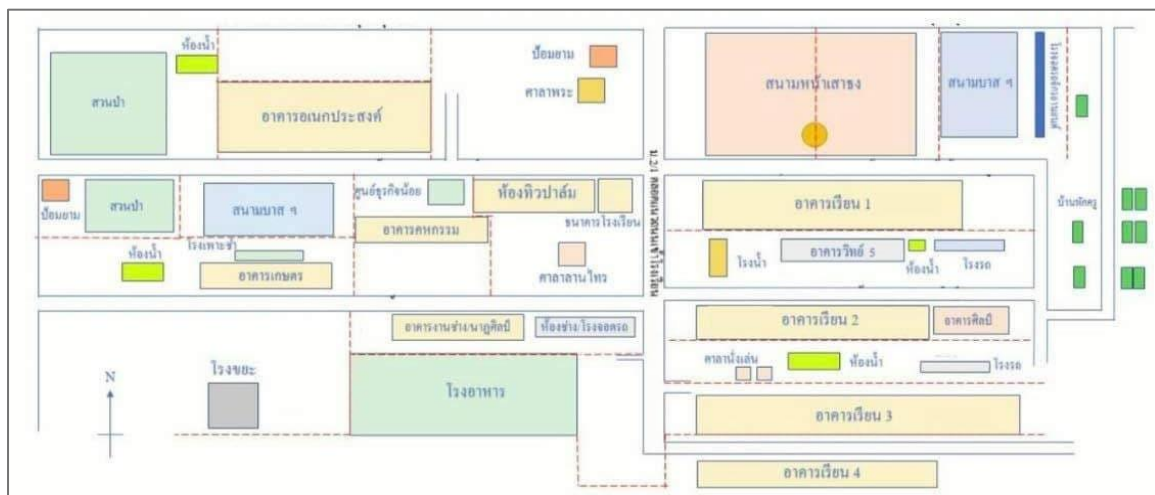 ห้องน้ำ
สวนป่า
อาคารอเนกประสงค์
ป้อมยาม
ศาลาพระ
สนามหน้าเสาธง
สนามบาส ฯ
ป้อมยาม
สวนป่า
สนามบาส ฯ
ศูนย์ธุรกิจน้อย
ห้องทิวปาล์ม
ธนาคารโรงเรียน
อาคารคหกรรม
โรงเพาะชำ
ห้องน้ำ
อาคารเกษตร
ศาลาลานไทร
อาคารเรียน 1
บ้านพักครู
โรงน้ำ
อาคารวิทย์ 5
ห้องน้ำ
โรงรถ
อาคารงานช่าง/นาฏศิลป์
ห้องช่าง/โรงจอดรถ
อาคารเรียน 2
อาคารศิลป์
ศาลานั่งเล่น
ห้องน้ำ
โรงรถ
N
โรงขยะ
โรงอาหาร
อาคารเรียน 3
อาคารเรียน 4